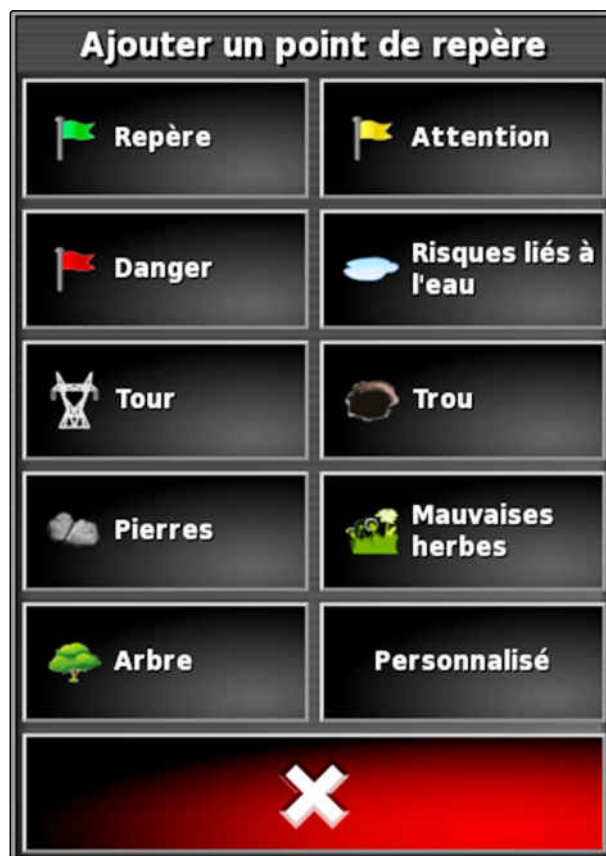 Ajouter un point de repère
Repère
Attention
Danger
Risques liés à
l'eau
Tour
Trou
Pierres
Mauvaises
herbes
Arbre
Personnalisé